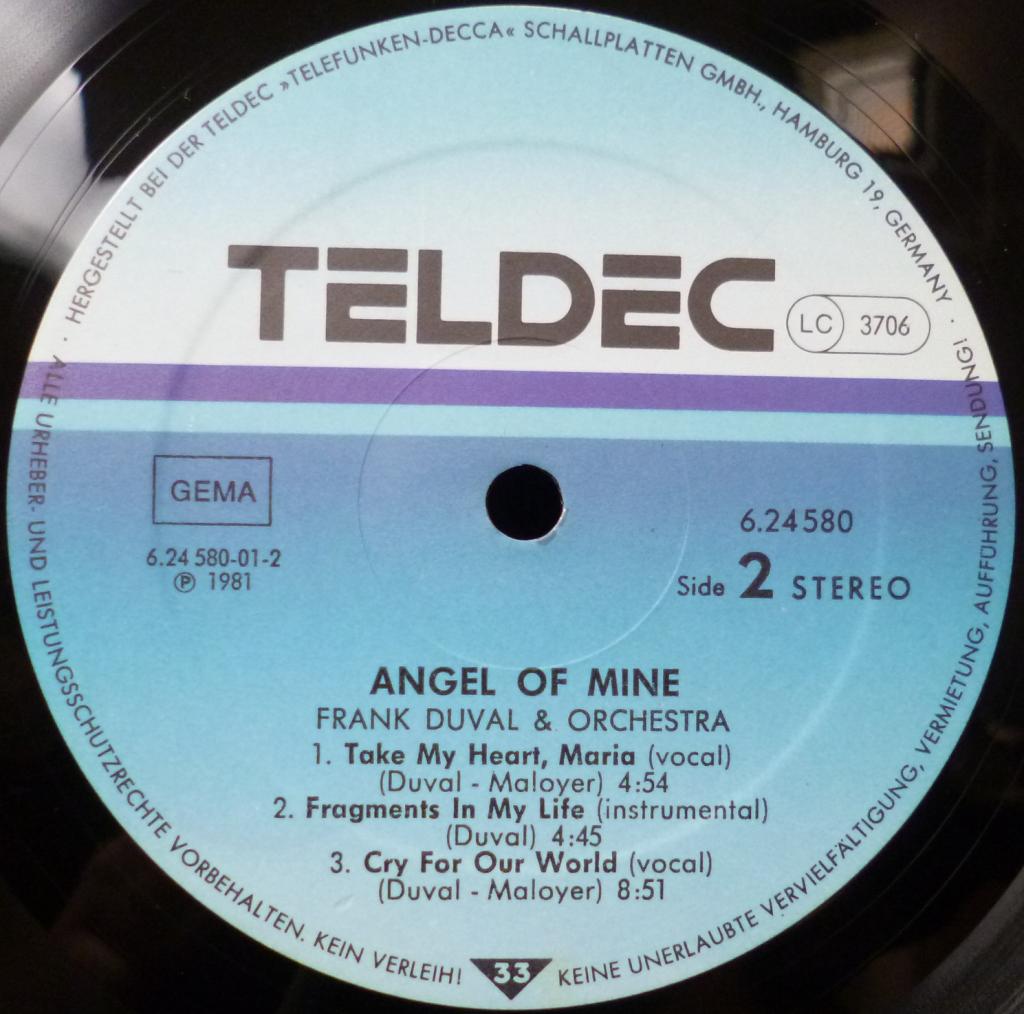 · HERGESTELLT BEI DER TELDEC »TELEFUNKEN-DECCA« SCHALLPLATTEN GMBH., HAMBURG 19, GERMANY ·
TELDEC
LC 3706
GEMA
6.24 580-01-2
Ⓟ 1981
6.24580
Side 2 STEREO
ANGEL OF MINE
FRANK DUVAL & ORCHESTRA
1. Take My Heart, Maria (vocal)
(Duval - Maloyer) 4:54
2. Fragments In My Life (instrumental)
(Duval) 4:45
3. Cry For Our World (vocal)
(Duval - Maloyer) 8:51
ALLE URHEBER- UND LEISTUNGSSCHUTZRECHTE VORBEHALTEN. KEIN VERLEIH!
33
KEINE UNERLAUBTE VERVIELFÄLTIGUNG, VERMIETUNG, AUFFÜHRUNG, SENDUNG!